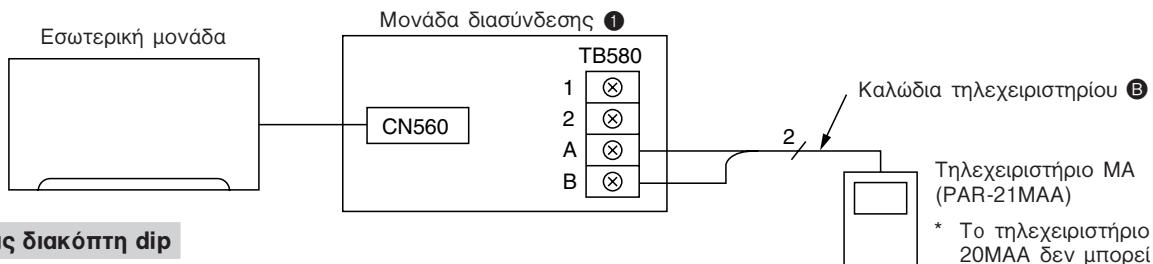 Μονάδα διασύνδεσης ❶
Εσωτερική μονάδα
TB580
1
2
A
B
CN560
Καλώδια τηλεχειριστηρίου Ⓑ
2
Τηλεχειριστήριο MA
(PAR-21MAA)
* Το τηλεχειριστήριο
20MAA δεν μπορεί
διακόπτη dip